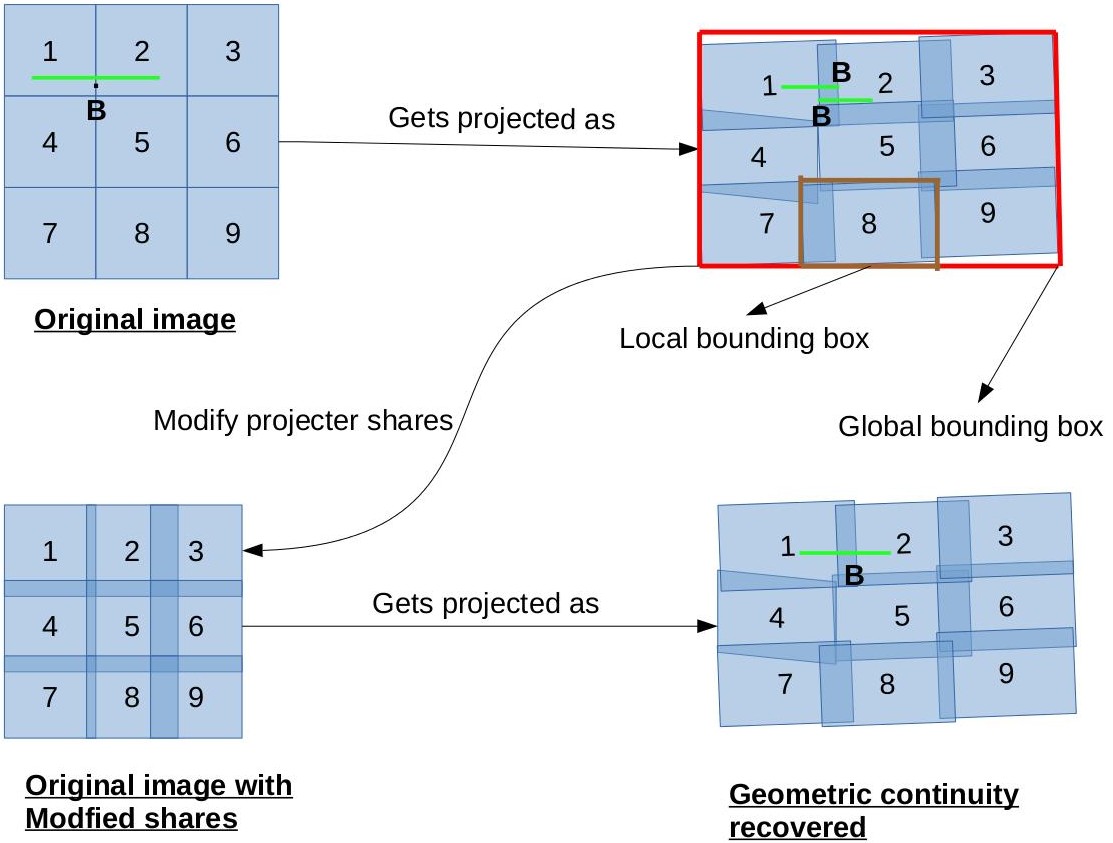 1 2 3
B
4 5 6
7 8 9
Original image
Gets projected as
1 B 2 3
B
4 5 6
7 8 9
Local bounding box
Global bounding box
Modify projecter shares
1 2 3
4 5 6
7 8 9
Original image with
Modfied shares
Gets projected as
1 2 3
B
4 5 6
7 8 9
Geometric continuity
recovered